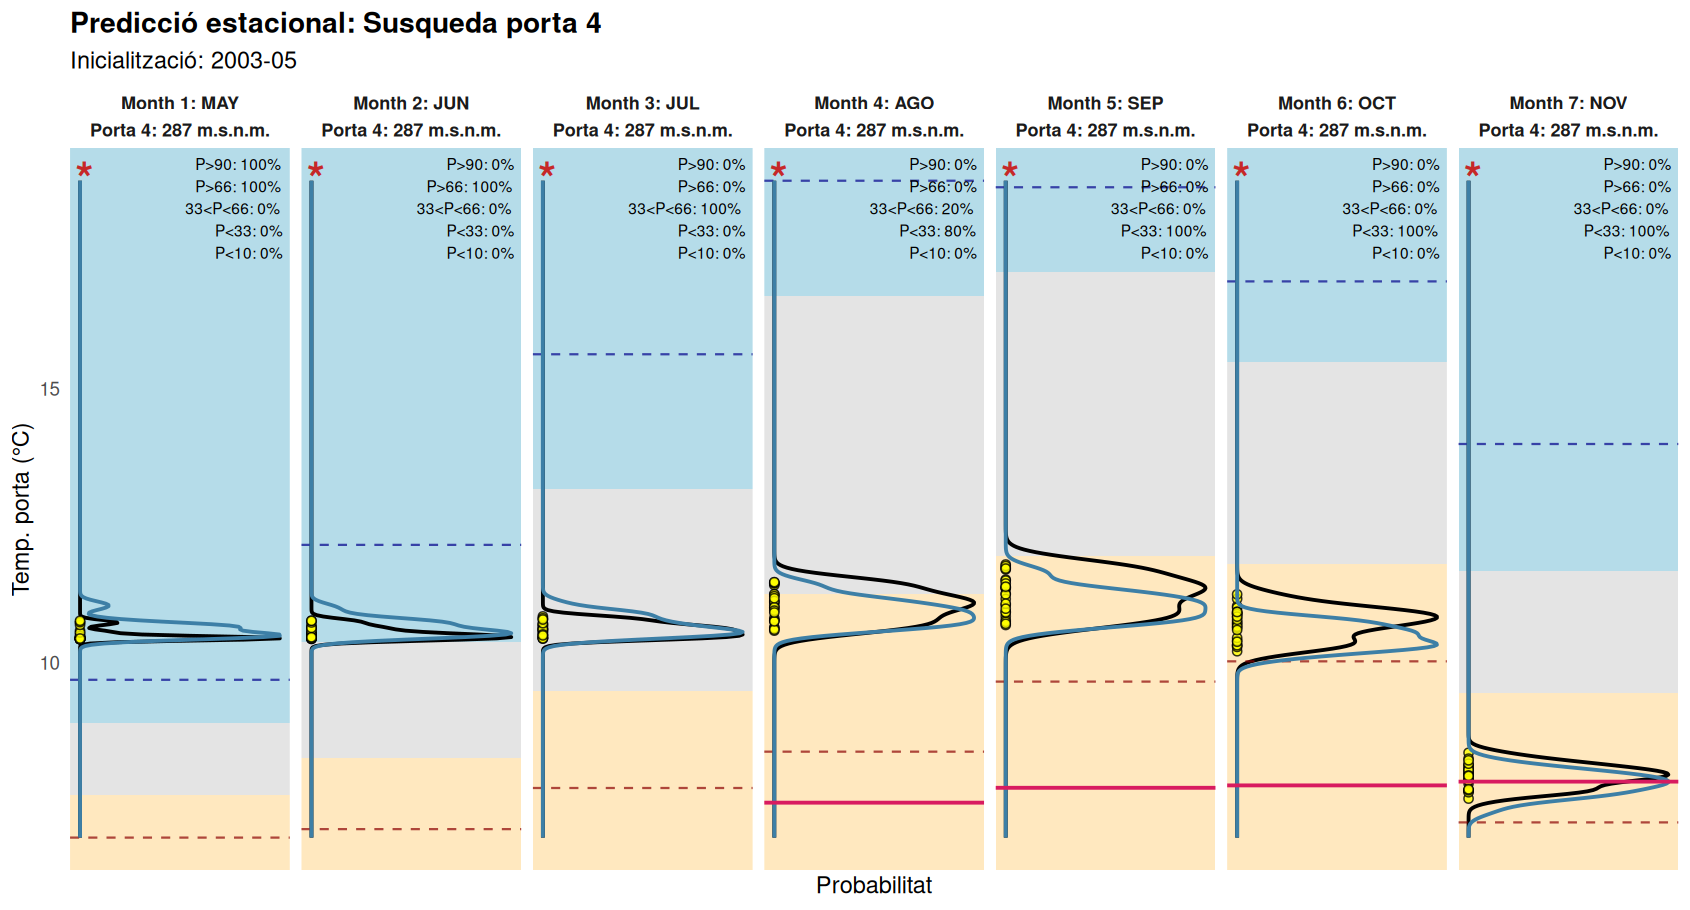 Predicció estacional: Susqueda porta 4
Inicialització: 2003-05
Month 1: MAY
Porta 4: 287 m.s.n.m.
Month 2: JUN
Porta 4: 287 m.s.n.m.
Month 3: JUL
Porta 4: 287 m.s.n.m.
Month 4: AGO
Porta 4: 287 m.s.n.m.
Month 5: SEP
Porta 4: 287 m.s.n.m.
Month 6: OCT
Porta 4: 287 m.s.n.m.
Month 7: NOV
Porta 4: 287 m.s.n.m.
*
P>90: 100%
P>66: 100%
33<P<66: 0%
P<33: 0%
P<10: 0%
*
P>90: 0%
P>66: 100%
33<P<66: 0%
P<33: 0%
P<10: 0%
*
P>90: 0%
P>66: 0%
33<P<66: 100%
P<33: 0%
P<10: 0%
*
P>90: 0%
P>66: 0%
33<P<66: 20%
P<33: 80%
P<10: 0%
*
P>90: 0%
P>66: 0%
33<P<66: 0%
P<33: 100%
P<10: 0%
*
P>90: 0%
P>66: 0%
33<P<66: 0%
P<33: 100%
P<10: 0%
*
P>90: 0%
P>66: 0%
33<P<66: 0%
P<33: 100%
P<10: 0%
15
10
Temp. porta (°C)
Probabilitat